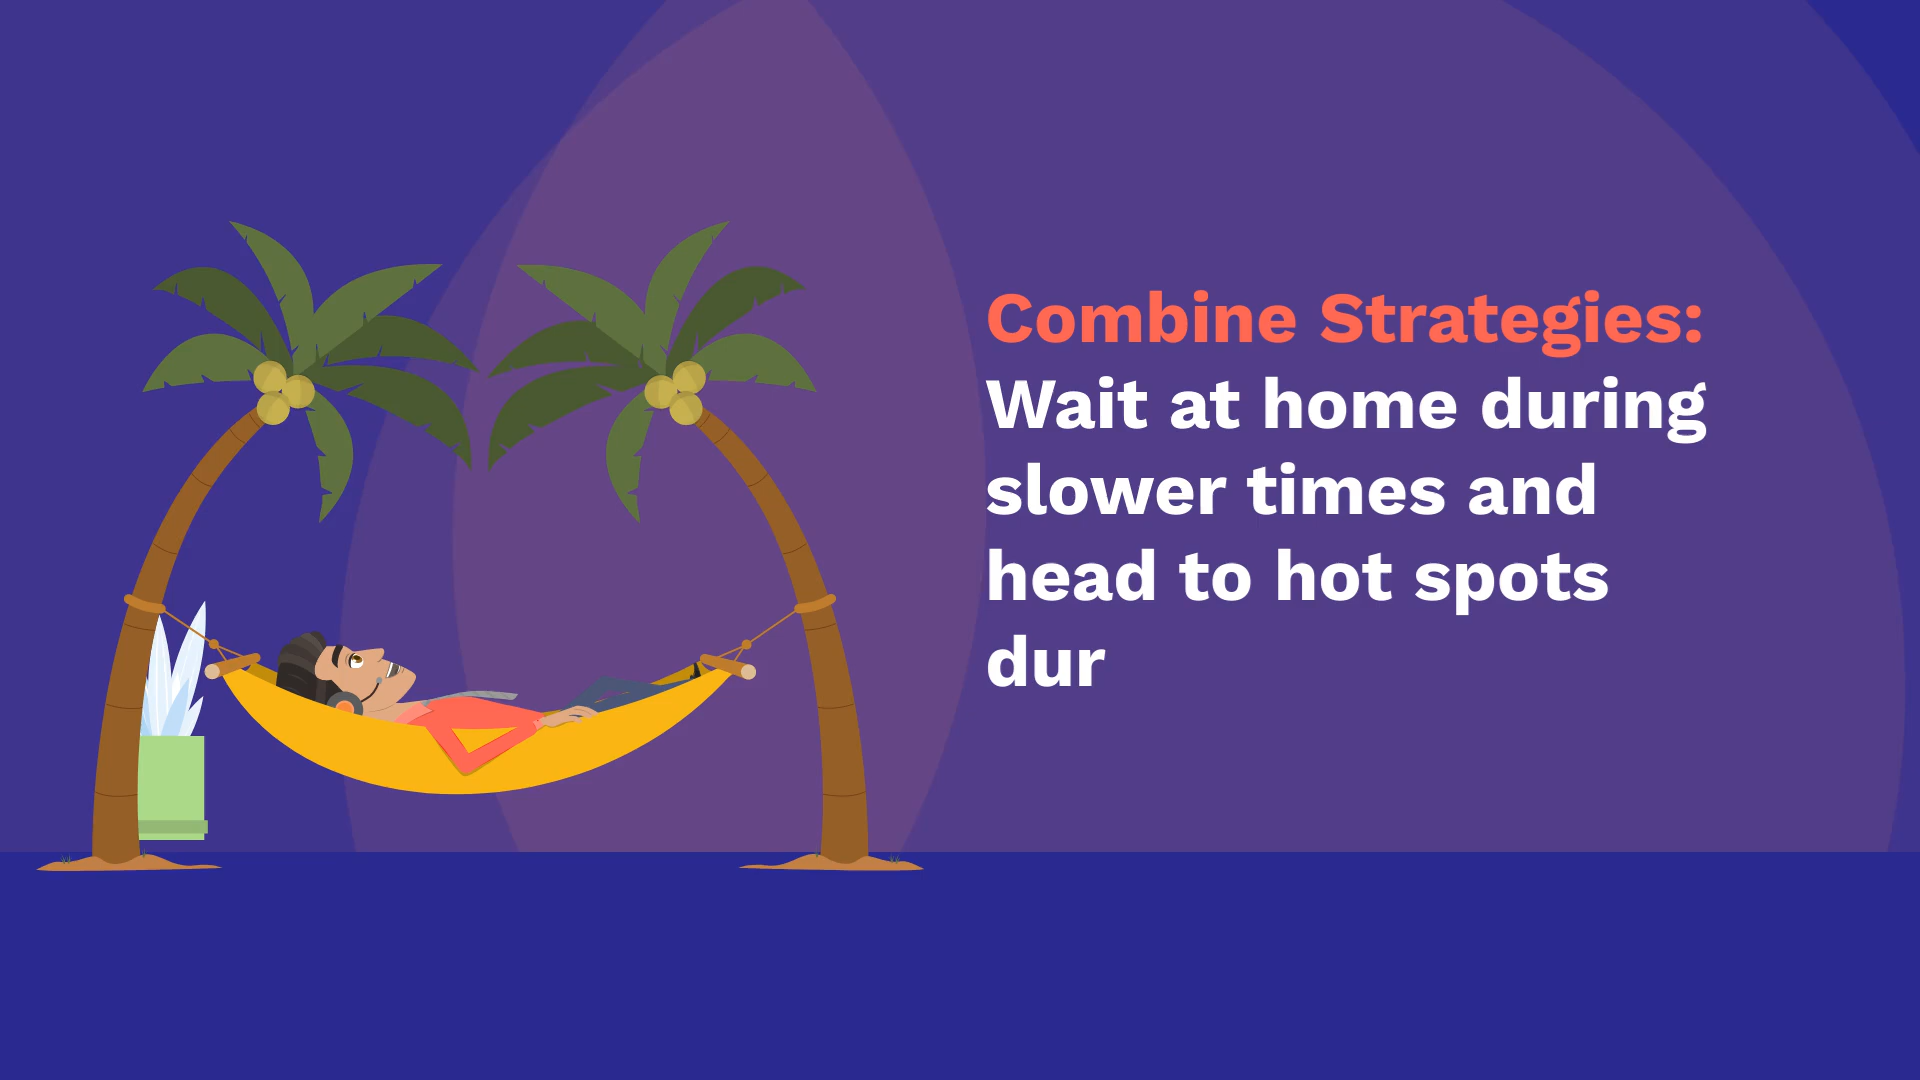 Combine Strategies:
Wait at home during
slower times and
head to hot spots
dur